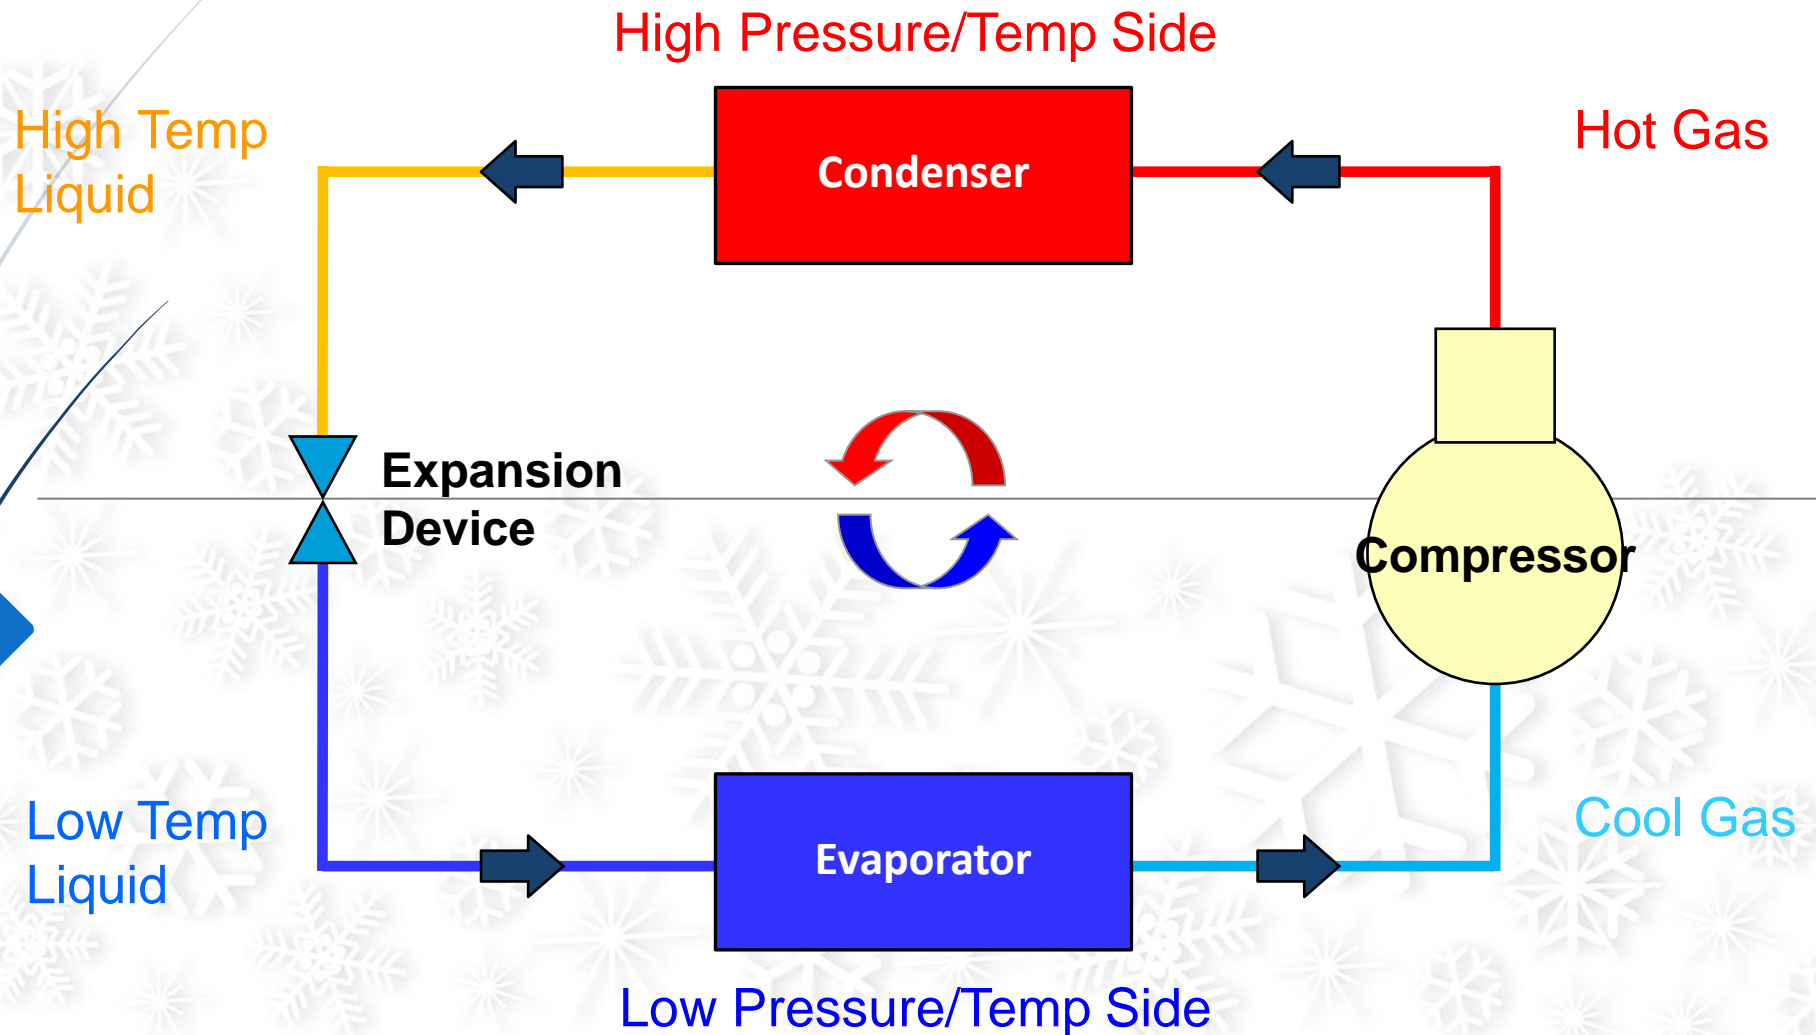 High Pressure/Temp Side
High Temp
Liquid
Condenser
Hot Gas
Expansion
Device
Compressor
Low Temp
Liquid
Evaporator
Cool Gas
Low Pressure/Temp Side